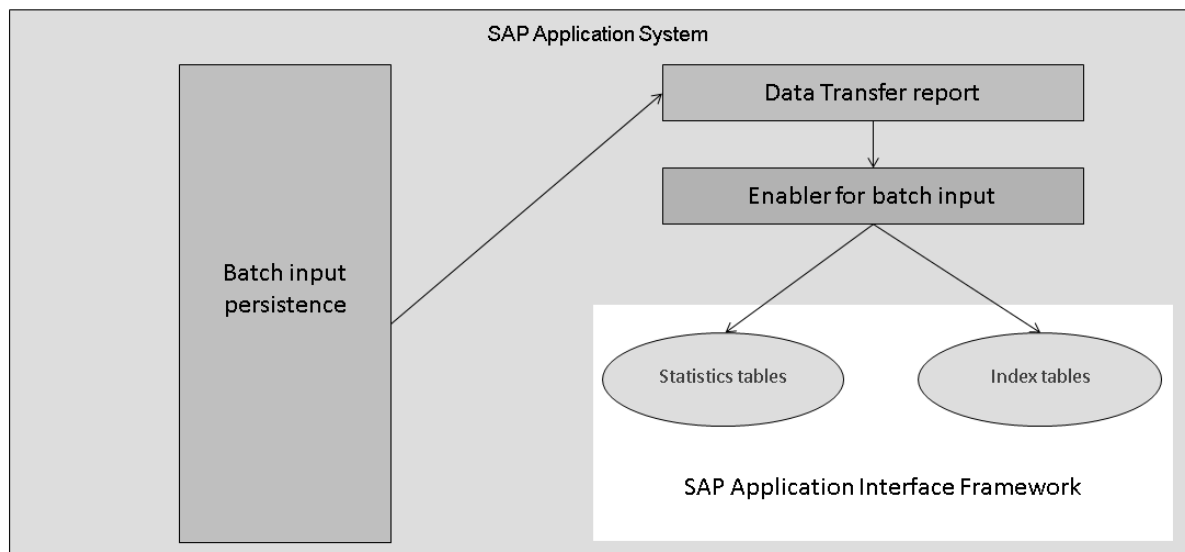 SAP Application System
Data Transfer report
Enabler for batch input
Batch input
persistence
Statistics tables
Index tables
SAP Application Interface Framework